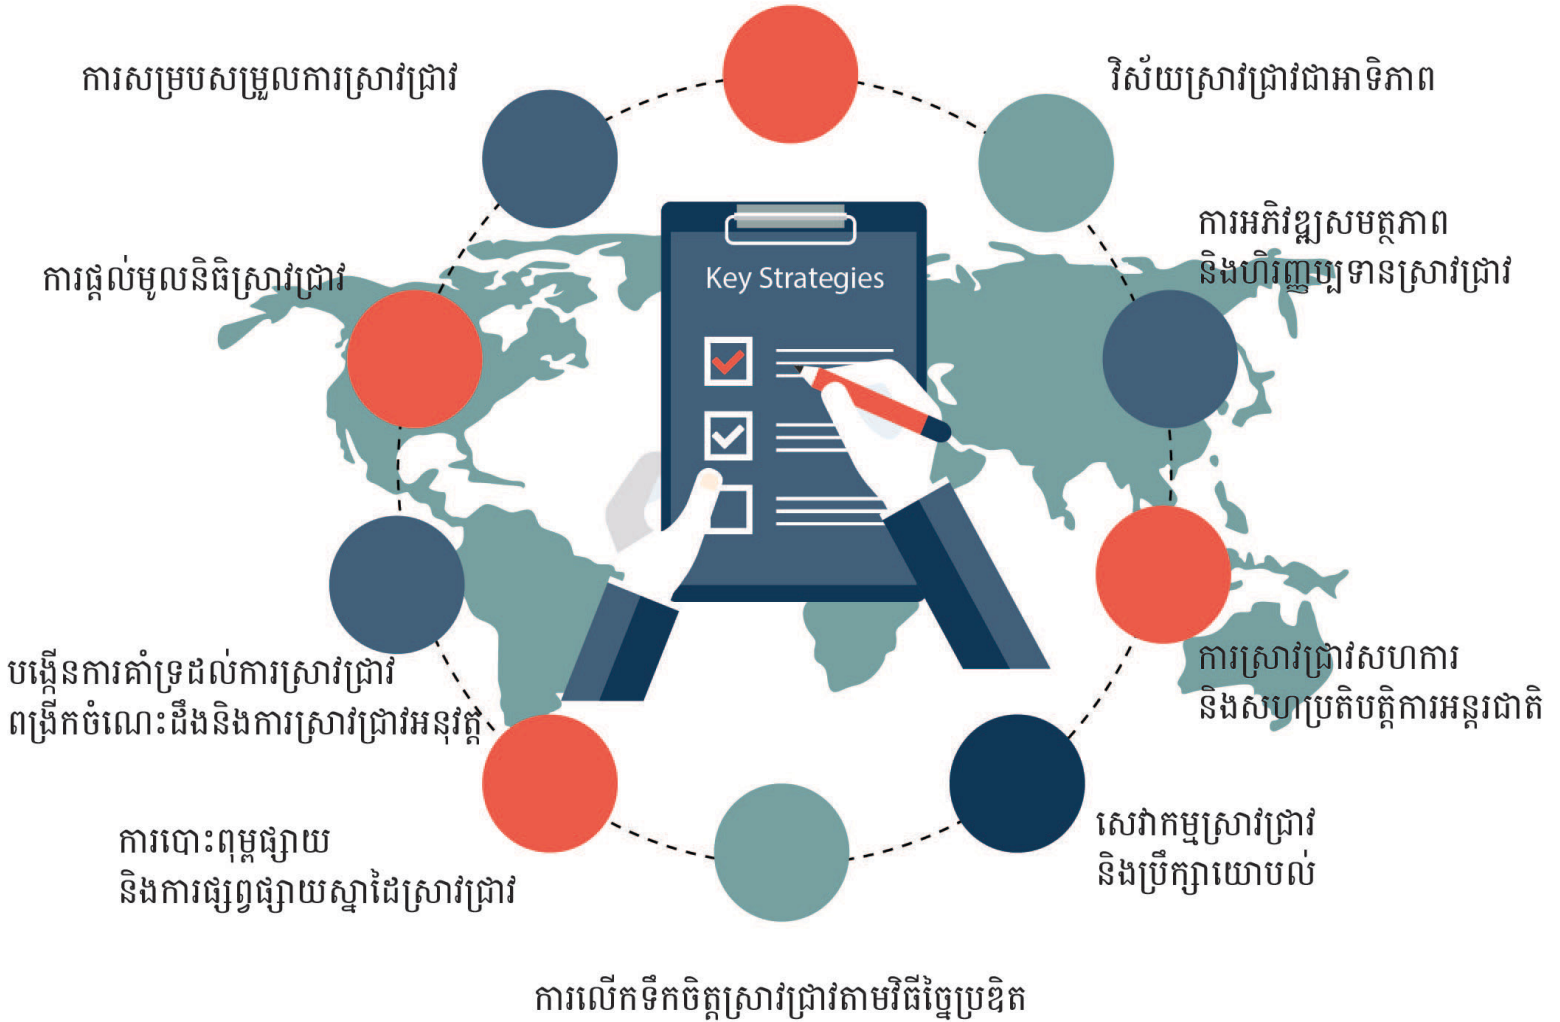 ការសម្របសម្រួលការស្រាវជ្រាវ
វិស័យស្រាវជ្រាវជាអាទិភាព
ការអភិវឌ្ឍសមត្ថភាព
និងហិរញ្ញប្បទានស្រាវជ្រាវ
ការផ្តល់មូលនិធិស្រាវជ្រាវ
Key Strategies
បង្កើនការគាំទ្រដល់ការស្រាវជ្រាវ
ពង្រីកចំណេះដឹងនិងការស្រាវជ្រាវអនុវត្ត
ការស្រាវជ្រាវសហការ
និងសហប្រតិបត្តិការអន្តរជាតិ
ការបោះពុម្ពផ្សាយ
និងការផ្សព្វផ្សាយស្នាដៃស្រាវជ្រាវ
សេវាកម្មស្រាវជ្រាវ
និងប្រឹក្សាយោបល់
ការលើកទឹកចិត្តស្រាវជ្រាវតាមវិធីច្នៃប្រឌិត